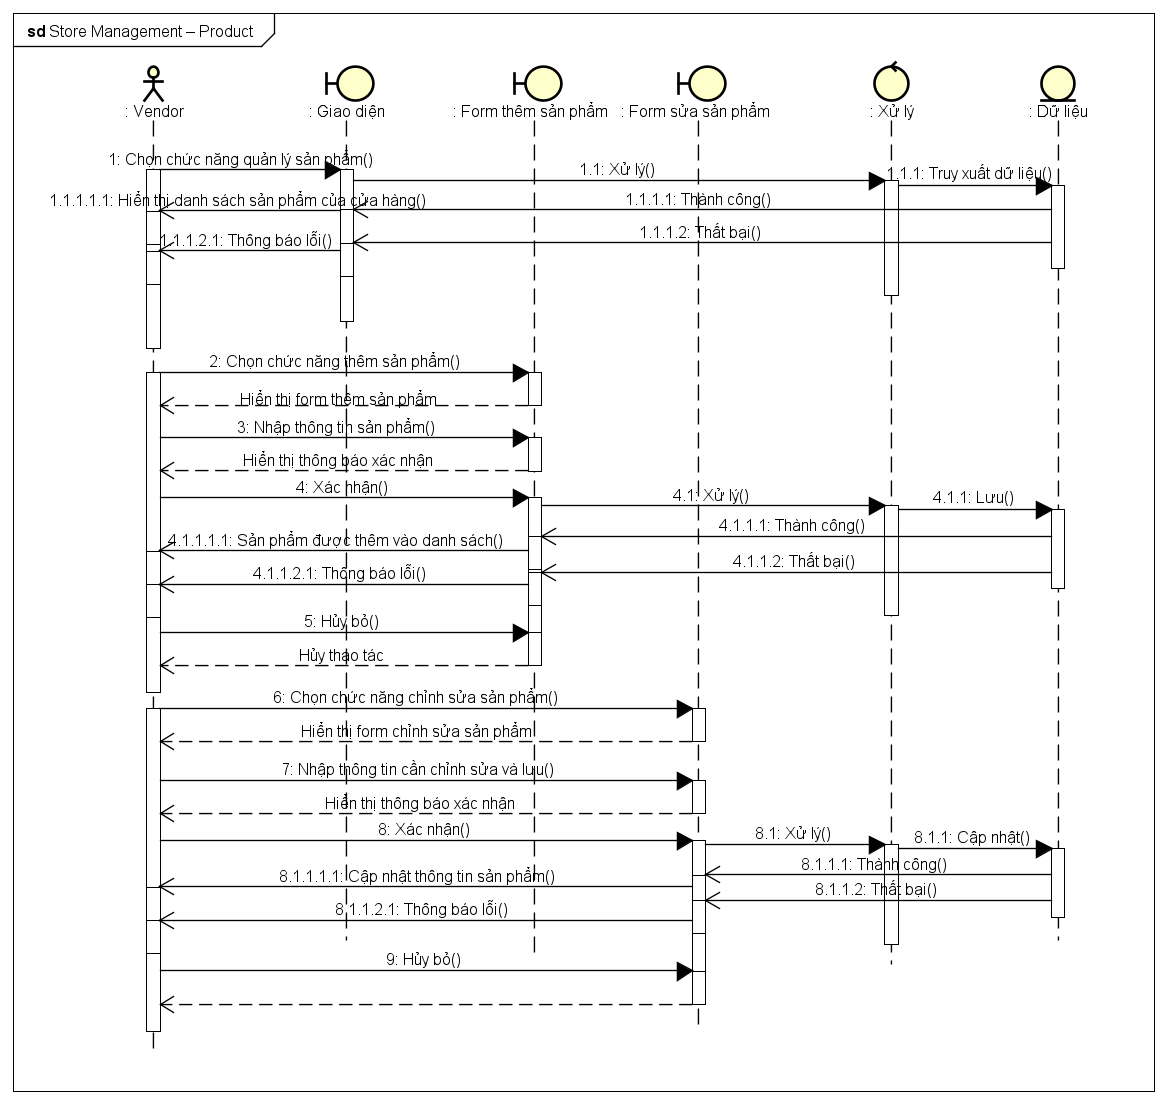 sd Store Management – Product
: Vendor
: Giao diện
: Form thêm sản phẩm
: Form sửa sản phẩm
: Xử lý
: Dữ liệu
1: Chọn chức năng quản lý sản phẩm()
1.1: Xử lý()
1.1.1: Truy xuất dữ liệu()
1.1.1.1: Thành công()
1.1.1.1.1: Hiển thị danh sách sản phẩm của cửa hàng()
1.1.1.2: Thất bại()
1.1.1.2.1: Thông báo lỗi()
2: Chọn chức năng thêm sản phẩm()
Hiển thị form thêm sản phẩm
3: Nhập thông tin sản phẩm()
Hiển thị thông báo xác nhận
4: Xác nhận()
4.1: Xử lý()
4.1.1: Lưu()
4.1.1.1: Thành công()
4.1.1.1.1: Sản phẩm được thêm vào danh sách()
4.1.1.2: Thất bại()
4.1.1.2.1: Thông báo lỗi()
5: Hủy bỏ()
Hủy thao tác
6: Chọn chức năng chỉnh sửa sản phẩm()
Hiển thị form chỉnh sửa sản phẩm
7: Nhập thông tin cần chỉnh sửa và lưu()
Hiển thị thông báo xác nhận
8: Xác nhận()
8.1: Xử lý()
8.1.1: Cập nhật()
8.1.1.1: Thành công()
8.1.1.1.1: Cập nhật thông tin sản phẩm()
8.1.1.2: Thất bại()
8.1.1.2.1: Thông báo lỗi()
9: Hủy bỏ()